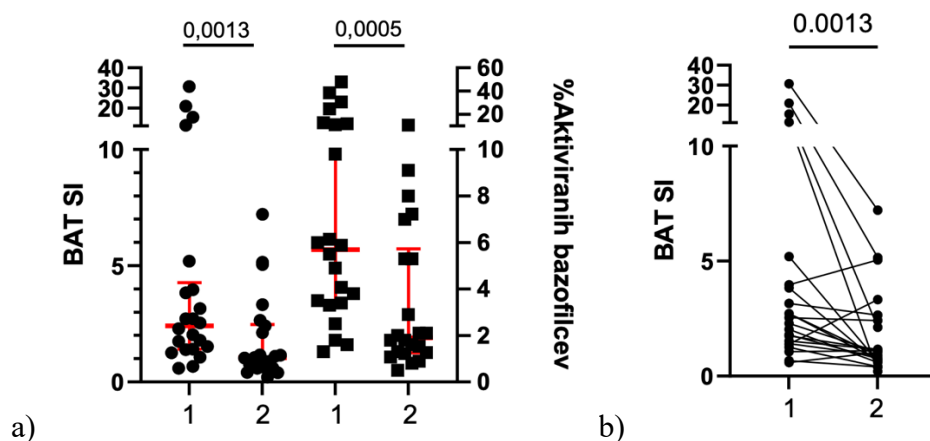 0,0013 0,0005
40 30 20 10 5 0
BAT SI
60 40 20 10 8 6 4 2 0
%Aktiviranih bazofilcev
1 2 1 2
a)
0.0013
40 30 20 10 5 0
BAT SI
1 2
b)